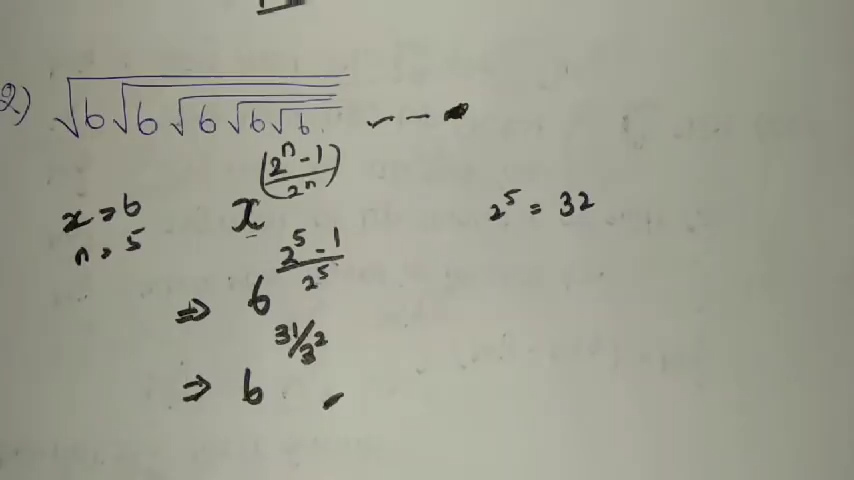 2) √6√6√6√6√6 - - -
x = 6
n = 5
x^((2^n - 1)/2^n)
2^5 = 32
⇒ 6^((2^5 - 1)/2^5)
⇒ 6^(31/32)